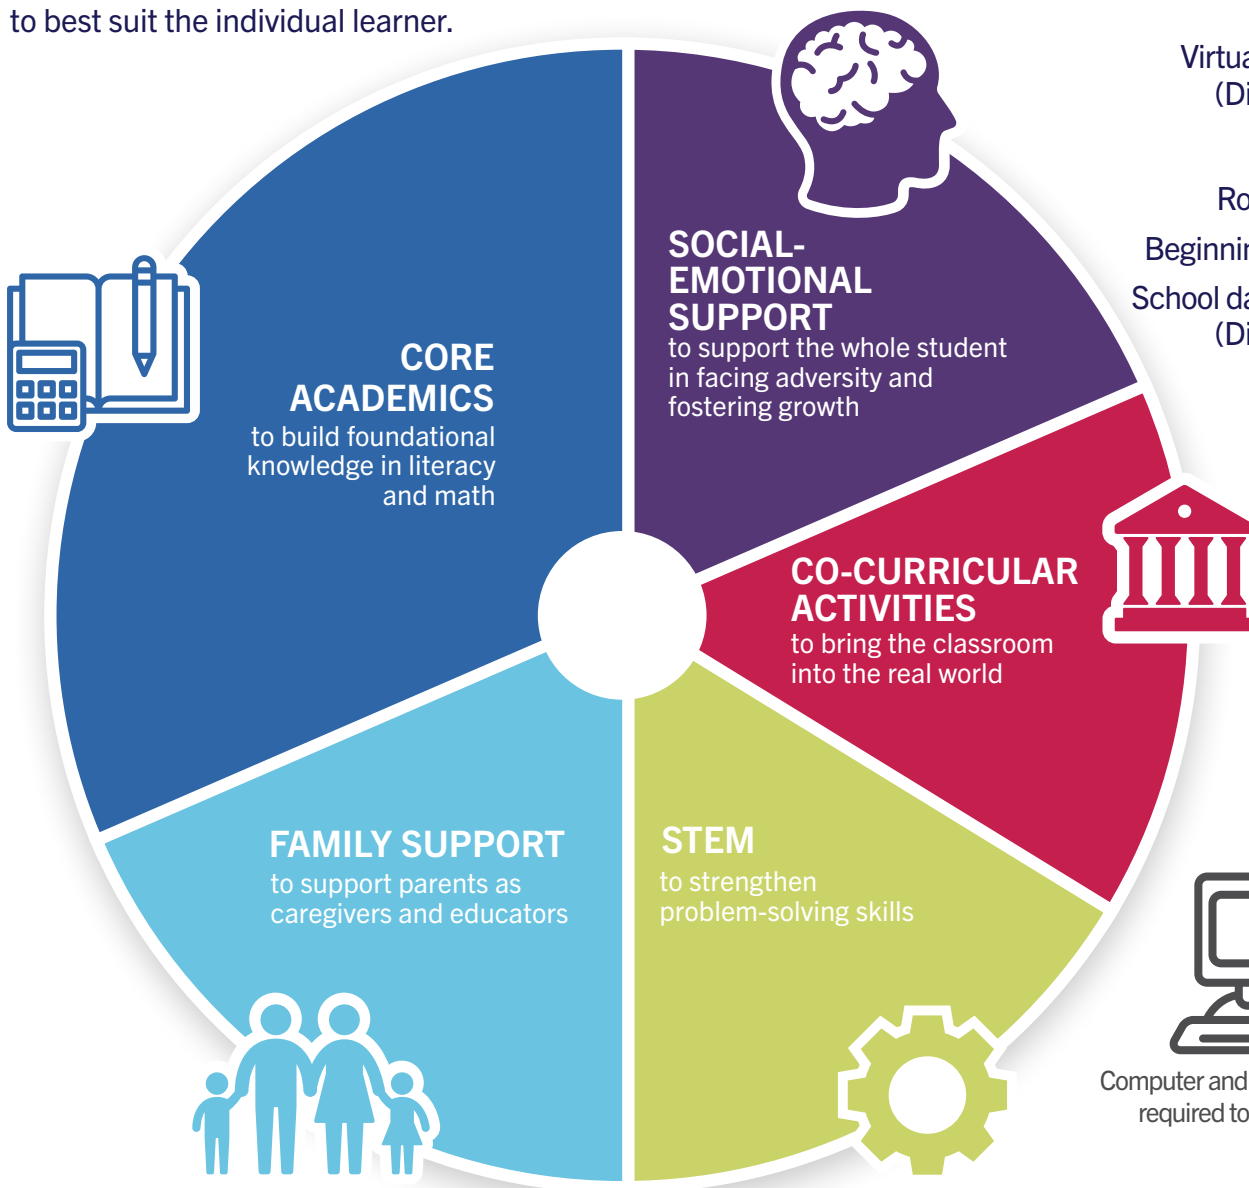 to best suit the individual learner.
CORE
ACADEMICS
to build foundational
knowledge in literacy
and math
SOCIAL-
EMOTIONAL
SUPPORT
to support the whole student
in facing adversity and
fostering growth
CO-CURRICULAR
ACTIVITIES
to bring the classroom
into the real world
FAMILY SUPPORT
to support parents as
caregivers and educators
STEM
to strengthen
problem-solving skills
School
Computer and
required to